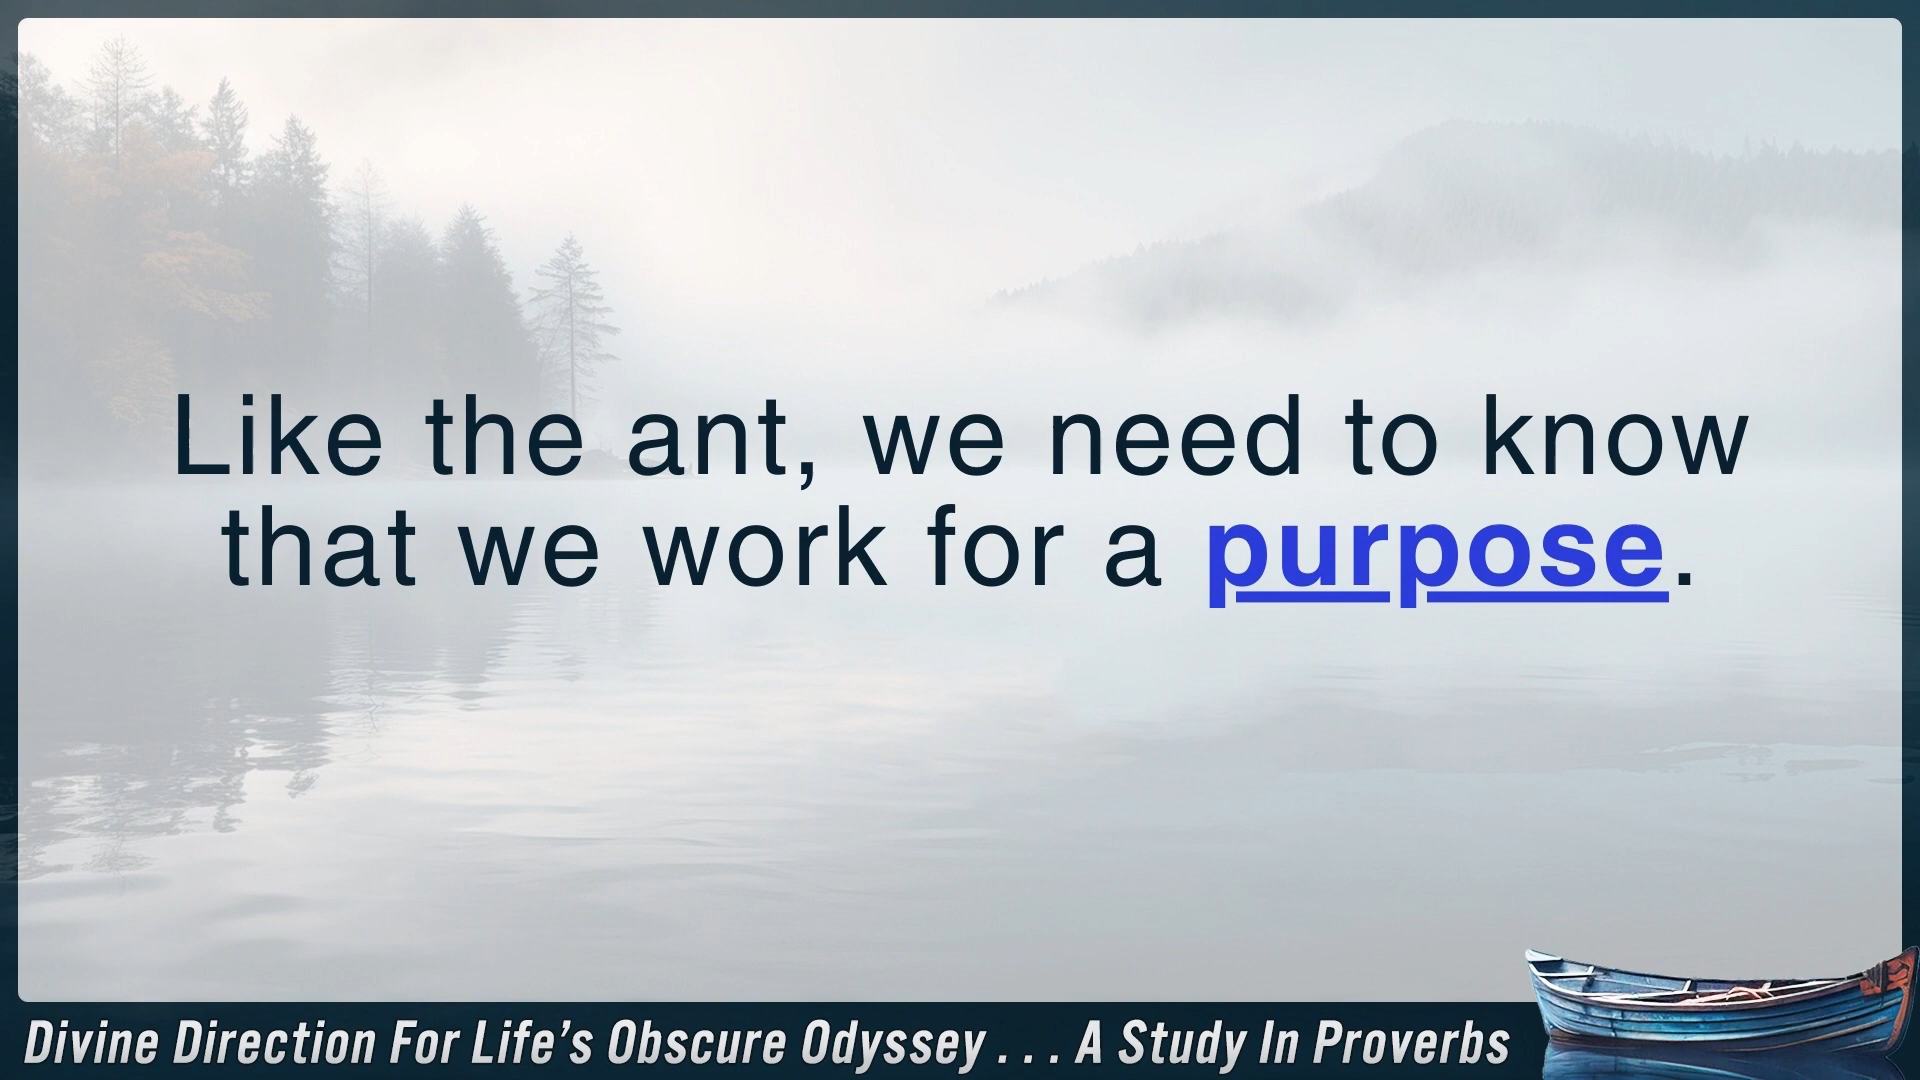 Like the ant, we need to know
that we work for a purpose.
Divine Direction For Life’s Obscure Odyssey . . . A Study In Proverbs